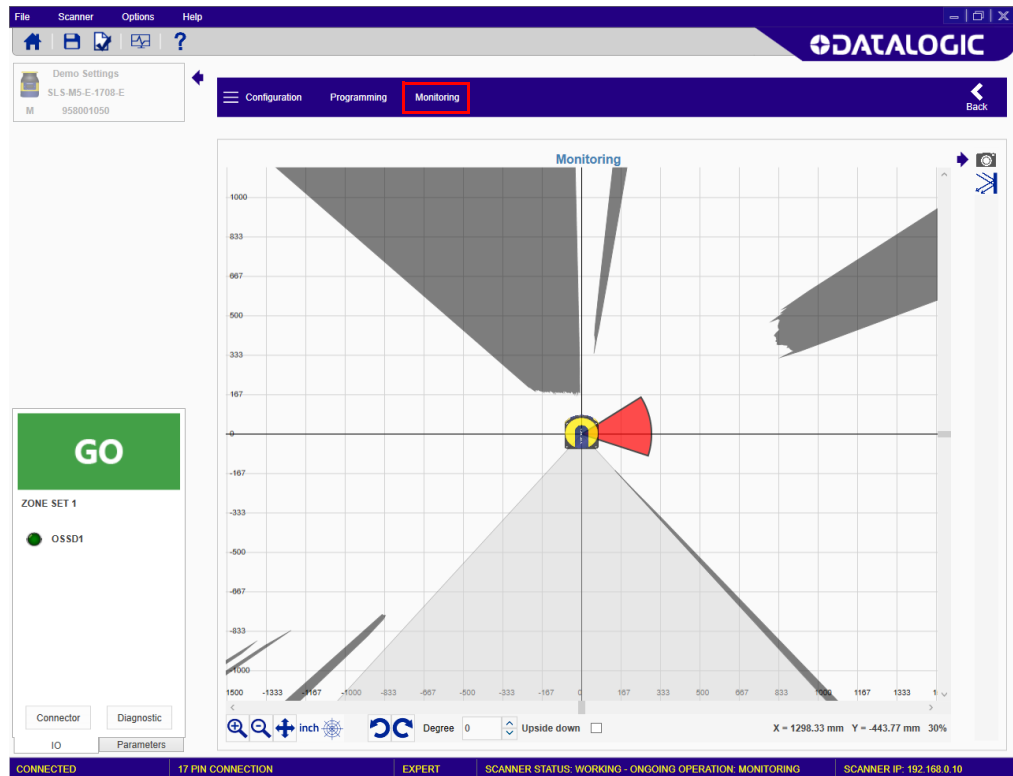 File Scanner Options Help
DATALOGIC
Demo Settings
SLS-M5-E-1708-E
M 958001050
Configuration Programming Monitoring
Back
Monitoring
1000
833
667
500
333
167
0
-167
-333
-500
-667
-833
-1000
1500 -1333 -1167 -1000 -833 -667 -500 -333 -167 0 167 333 500 667 833 1000 1167 1333 1
GO
ZONE SET 1
OSSD1
Connector Diagnostic
IO Parameters
inch Degree 0 Upside down X = 1298.33 mm Y = -443.77 mm 30%
CONNECTED 17 PIN CONNECTION EXPERT SCANNER STATUS: WORKING - ONGOING OPERATION: MONITORING SCANNER IP: 192.168.0.10